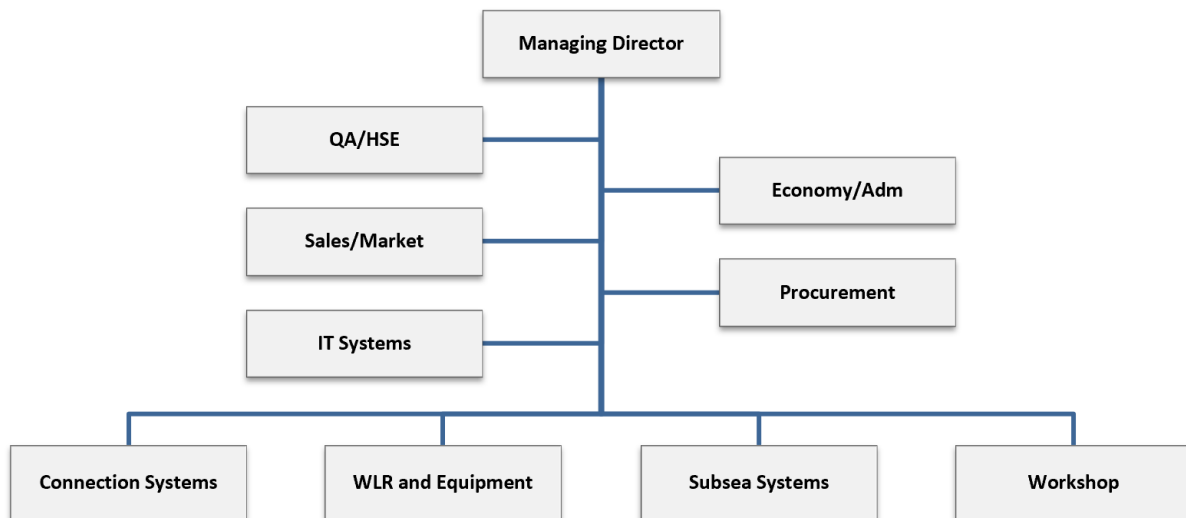 Managing Director
QA/HSE
Economy/Adm
Sales/Market
Procurement
IT Systems
Connection Systems
WLR and Equipment
Subsea Systems
Workshop